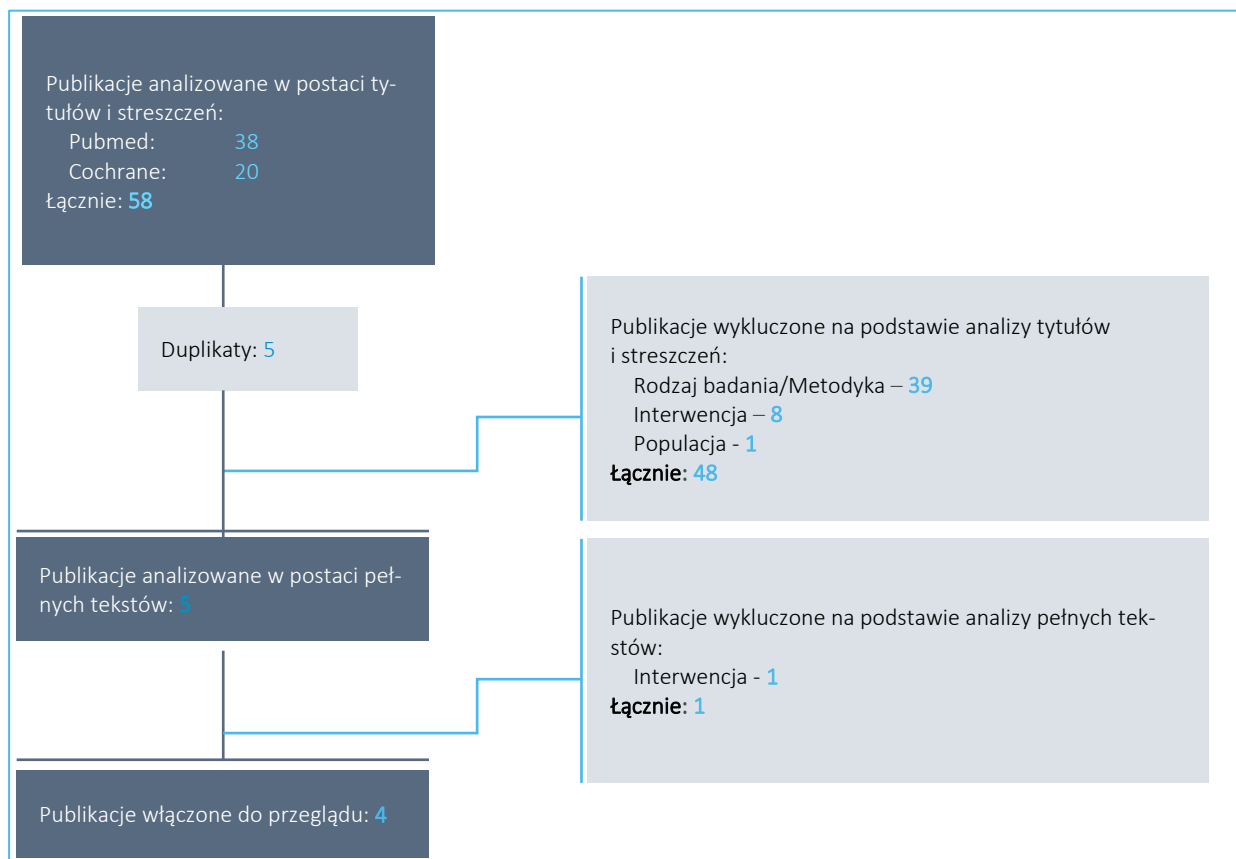 Publikacje analizowane w postaci ty-
tułów i streszczeń:
Pubmed: 38
Cochrane: 20
Łącznie: 58
Duplikaty: 5
Publikacje wykluczone na podstawie analizy tytułów
i streszczeń:
Rodzaj badania/Metodyka – 39
Interwencja – 8
Populacja - 1
Łącznie: 48
Publikacje analizowane w postaci peł-
nych tekstów: 5
Publikacje wykluczone na podstawie analizy pełnych tek-
stów:
Interwencja - 1
Łącznie: 1
Publikacje włączone do przeglądu: 4